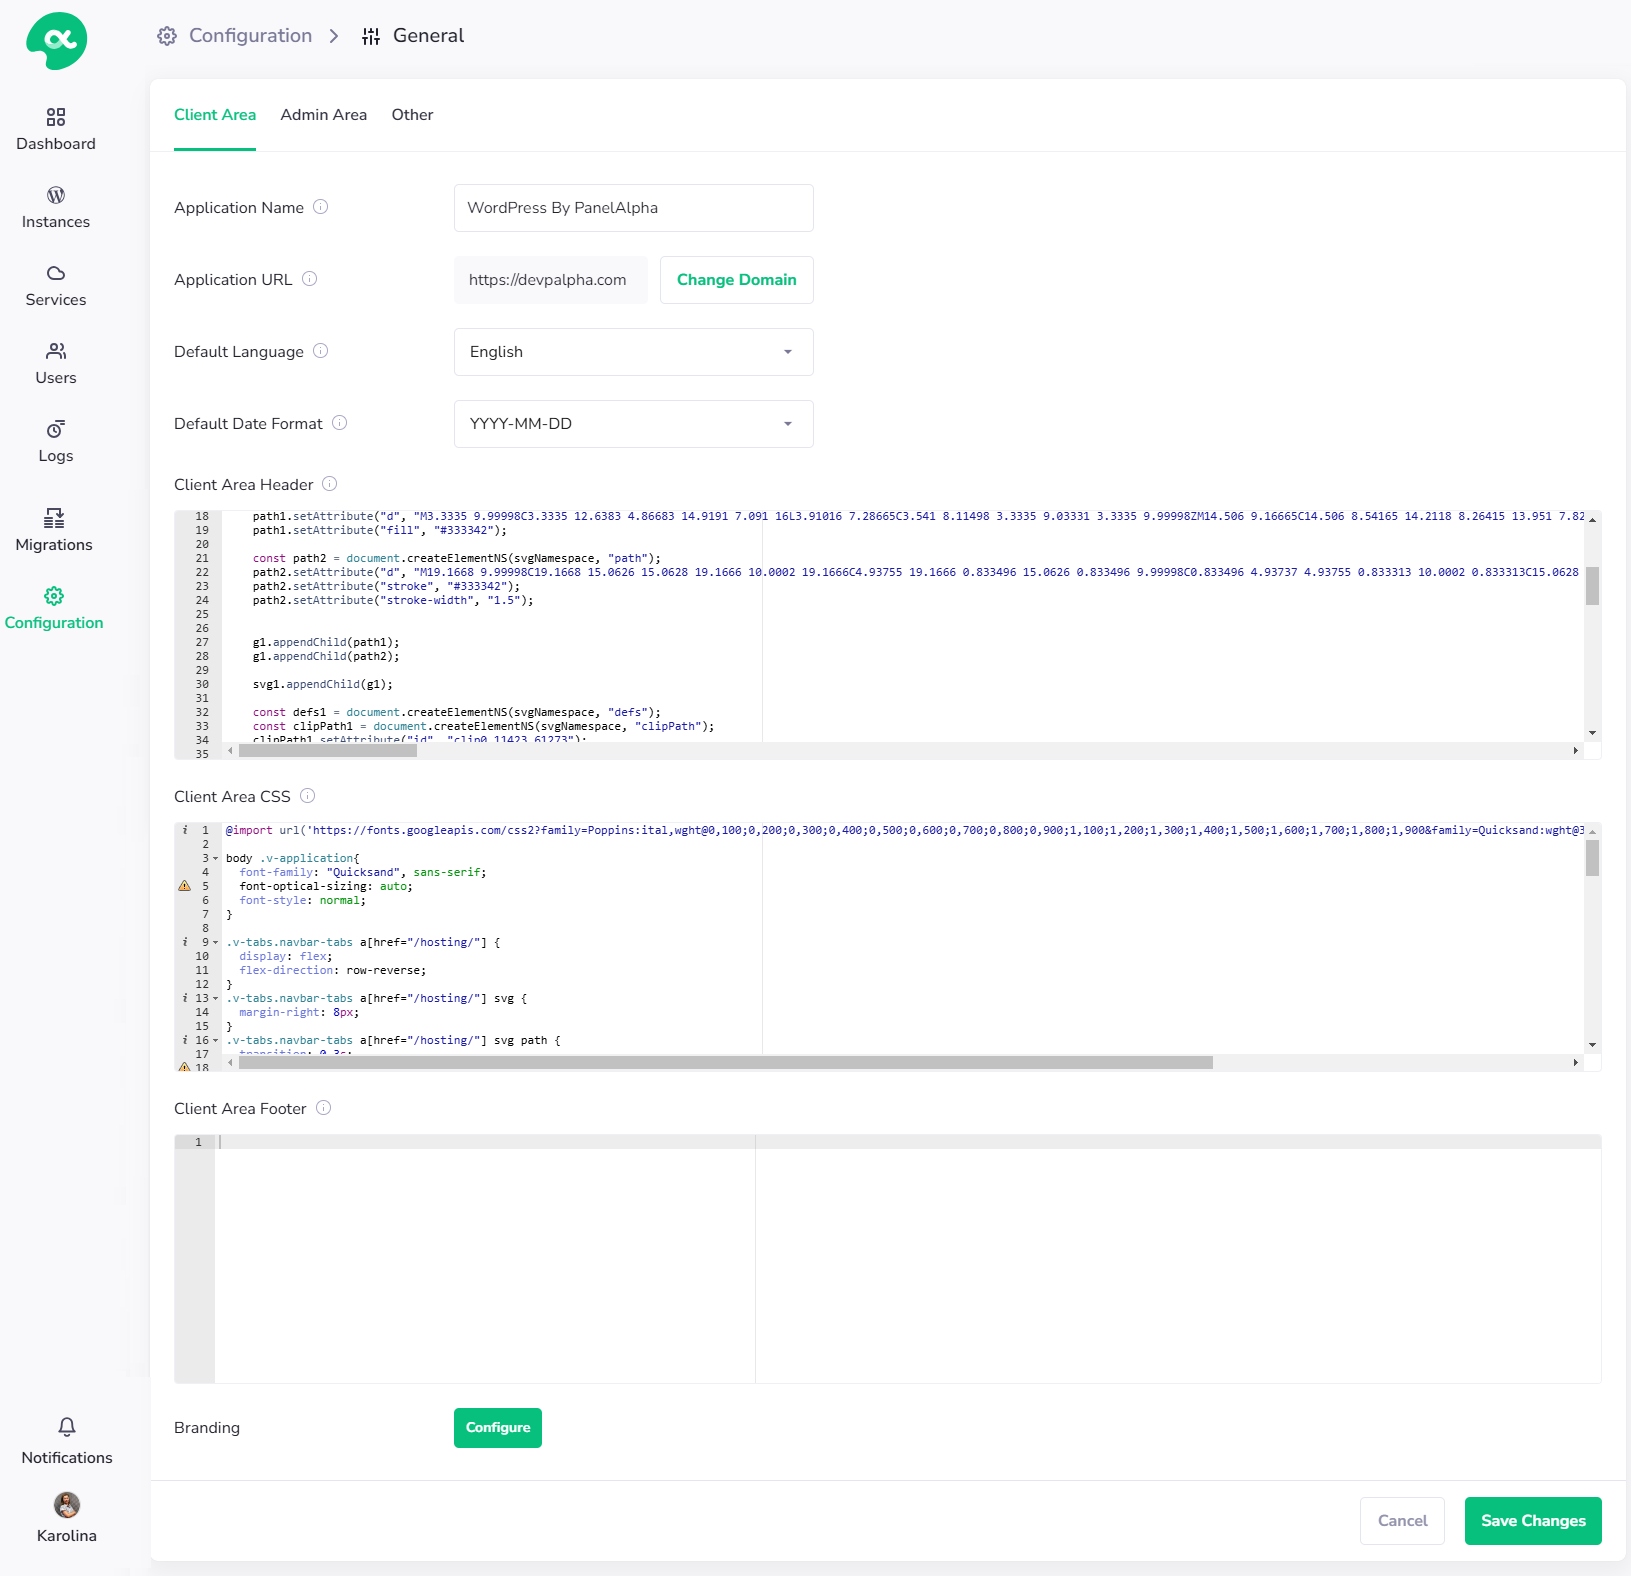 Configuration
General
Dashboard
Instances
Services
Users
Logs
Migrations
Configuration
Notifications
Karolina
Client Area
Admin Area
Other
Application Name
WordPress By PanelAlpha
Application URL
https://devpalpha.com
Change Domain
Default Language
English
Default Date Format
YYYY-MM-DD
Client Area Header
18 path1.setAttribute("d", "M3.3335 9.99998C3.3335 12.6383 4.86683 14.9191 7.091 16L3.91016 7.28665C3.541 8.11498 3.3335 9.03331 3.3335 9.99998ZM14.506 9.16665C14.506 8.54165 14.2118 8.26415 13.951 7.82
19 path1.setAttribute("fill", "#333342");
20
21 const path2 = document.createElementNS(svgNamespace, "path");
22 path2.setAttribute("d", "M19.1668 9.99998C19.1668 15.0626 15.0628 19.1666 10.0002 19.1666C4.93755 19.1666 0.833496 15.0626 0.833496 9.99998C0.833496 4.93737 4.93755 0.833313 10.0002 0.833313C15.0628
23 path2.setAttribute("stroke", "#333342");
24 path2.setAttribute("stroke-width", "1.5");
25
26
27 g1.appendChild(path1);
28 g1.appendChild(path2);
29
30 svg1.appendChild(g1);
31
32 const defs1 = document.createElementNS(svgNamespace, "defs");
33 const clipPath1 = document.createElementNS(svgNamespace, "clipPath");
34 clipPath1.setAttribute("id", "clip0_11423_61273");
35
Client Area CSS
i 1 @import url('https://fonts.googleapis.com/css2?family=Poppins:ital,wght@0,100;0,200;0,300;0,400;0,500;0,600;0,700;0,800;0,900;1,100;1,200;1,300;1,400;1,500;1,600;1,700;1,800;1,900&family=Quicksand:wght@3
2
3 body .v-application{
4 font-family: "Quicksand", sans-serif;
5 font-optical-sizing: auto;
6 font-style: normal;
7 }
8
i 9 .v-tabs.navbar-tabs a[href="/hosting/"] {
10 display: flex;
11 flex-direction: row-reverse;
12 }
i 13 .v-tabs.navbar-tabs a[href="/hosting/"] svg {
14 margin-right: 8px;
15 }
i 16 .v-tabs.navbar-tabs a[href="/hosting/"] svg path {
17 transition: 0.3s;
18
Client Area Footer
1
Branding
Configure
Cancel
Save Changes